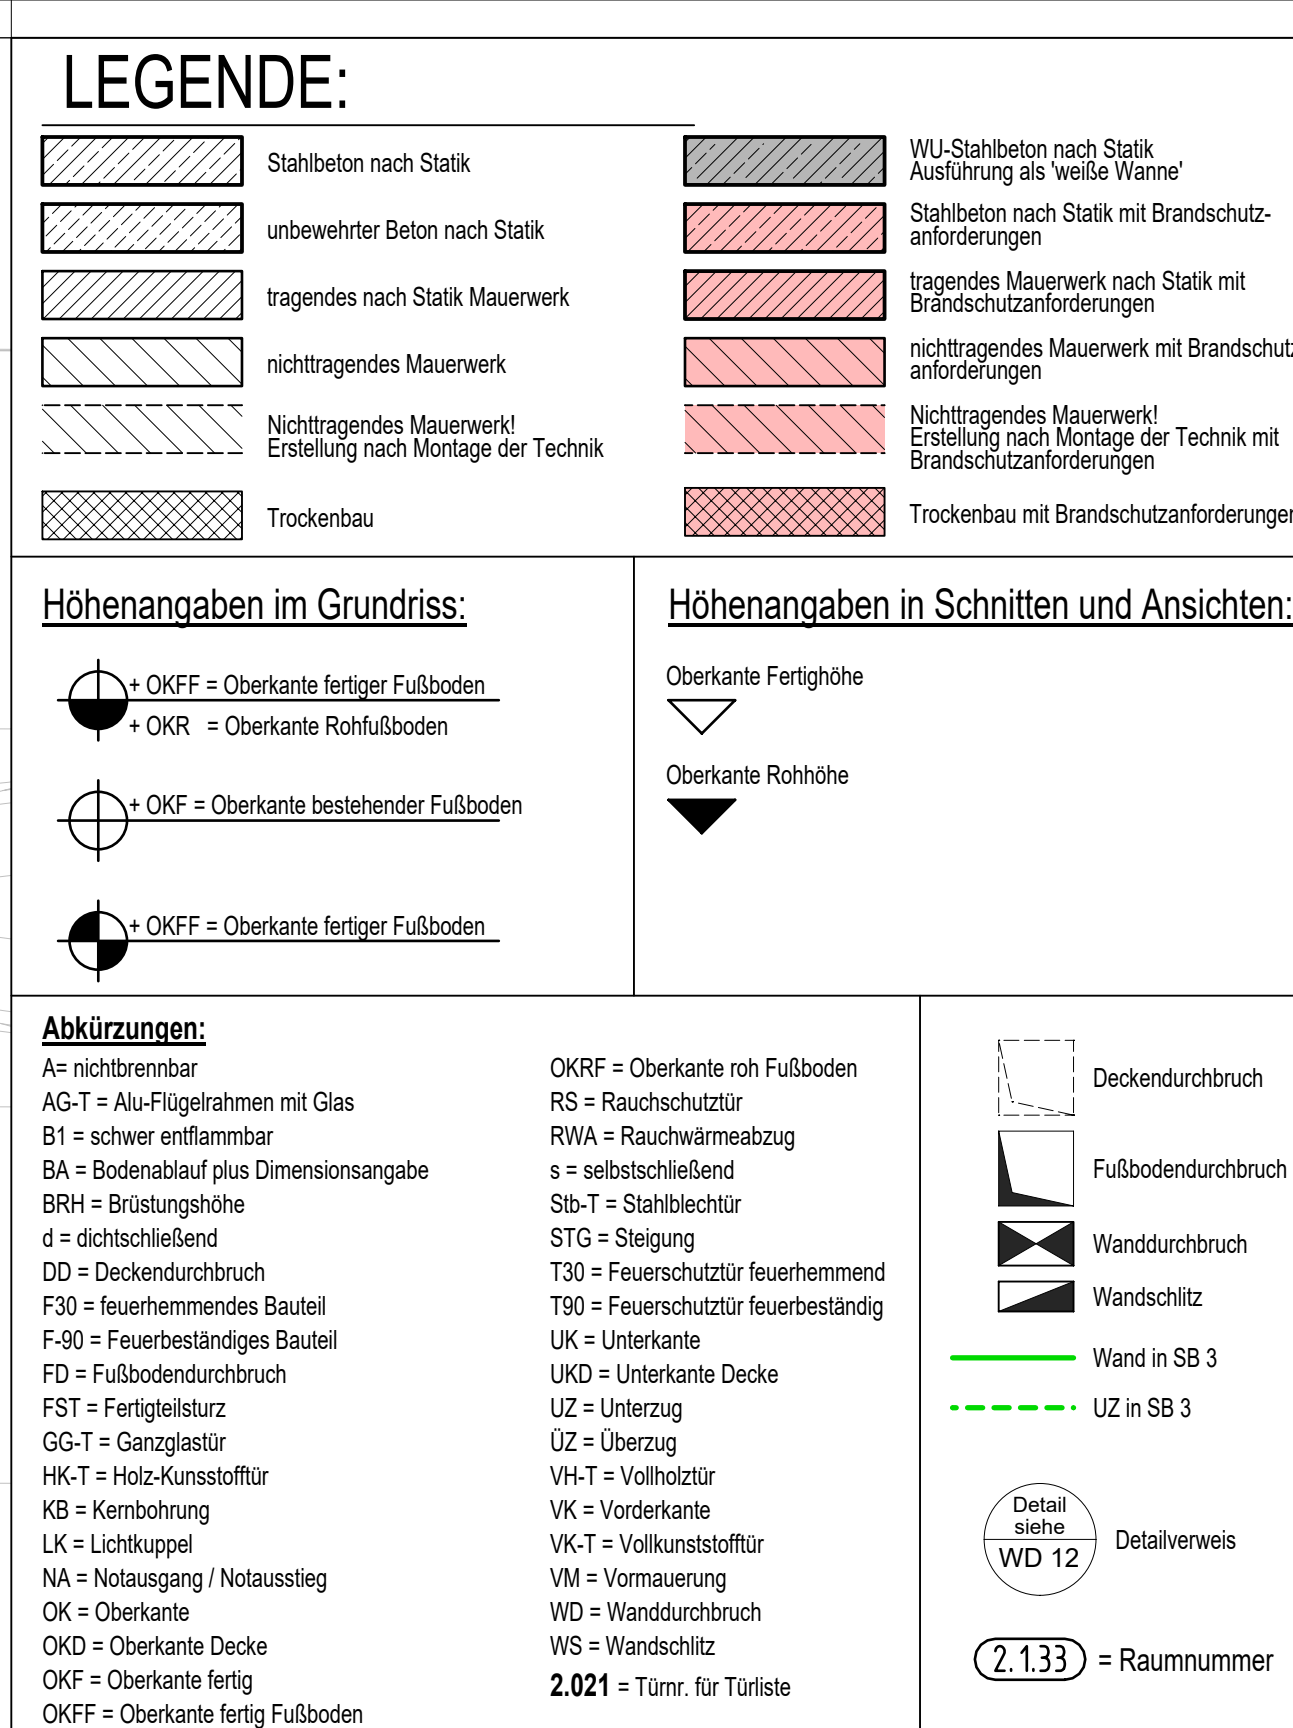 LEGENDE:
Stahlbeton nach Statik
unbewehrter Beton nach Statik
tragendes nach Statik Mauerwerk
nichttragendes Mauerwerk
Nichttragendes Mauerwerk!
Erstellung nach Montage der Technik
Trockenbau
WU-Stahlbeton nach Statik
Ausführung als 'weiße Wanne'
Stahlbeton nach Statik mit Brandschutz-
anforderungen
tragendes Mauerwerk nach Statik mit
Brandschutzanforderungen
nichttragendes Mauerwerk mit Brandschutz
anforderungen
Nichttragendes Mauerwerk!
Erstellung nach Montage der Technik mit
Brandschutzanforderungen
Trockenbau mit Brandschutzanforderungen
Höhenangaben im Grundriss:
+ OKFF = Oberkante fertiger Fußboden
+ OKR = Oberkante Rohfußboden
+ OKF = Oberkante bestehender Fußboden
+ OKFF = Oberkante fertiger Fußboden
Höhenangaben in Schnitten und Ansichten:
Oberkante Fertighöhe
Oberkante Rohhöhe
Abkürzungen:
A= nichtbrennbar
AG-T = Alu-Flügelrahmen mit Glas
B1 = schwer entflammbar
BA = Bodenablauf plus Dimensionsangabe
BRH = Brüstungshöhe
d = dichtschließend
DD = Deckendurchbruch
F30 = feuerhemmendes Bauteil
F-90 = Feuerbeständiges Bauteil
FD = Fußbodendurchbruch
FST = Fertigteilsturz
GG-T = Ganzglastür
HK-T = Holz-Kunsstofftür
KB = Kernbohrung
LK = Lichtkuppel
NA = Notausgang / Notausstieg
OK = Oberkante
OKD = Oberkante Decke
OKF = Oberkante fertig
OKFF = Oberkante fertig Fußboden
OKRF = Oberkante roh Fußboden
RS = Rauchschutztür
RWA = Rauchwärmeabzug
s = selbstschließend
Stb-T = Stahlblechtür
STG = Steigung
T30 = Feuerschutztür feuerhemmend
T90 = Feuerschutztür feuerbeständig
UK = Unterkante
UKD = Unterkante Decke
UZ = Unterzug
ÜZ = Überzug
VH-T = Vollholztür
VK = Vorderkante
VK-T = Vollkunststofftür
VM = Vormauerung
WD = Wanddurchbruch
WS = Wandschlitz
2.021 = Türnr. für Türliste
Deckendurchbruch
Fußbodendurchbruch
Wanddurchbruch
Wandschlitz
Wand in SB 3
UZ in SB 3
Detail
siehe
WD 12
Detailverweis
2.1.33 = Raumnummer